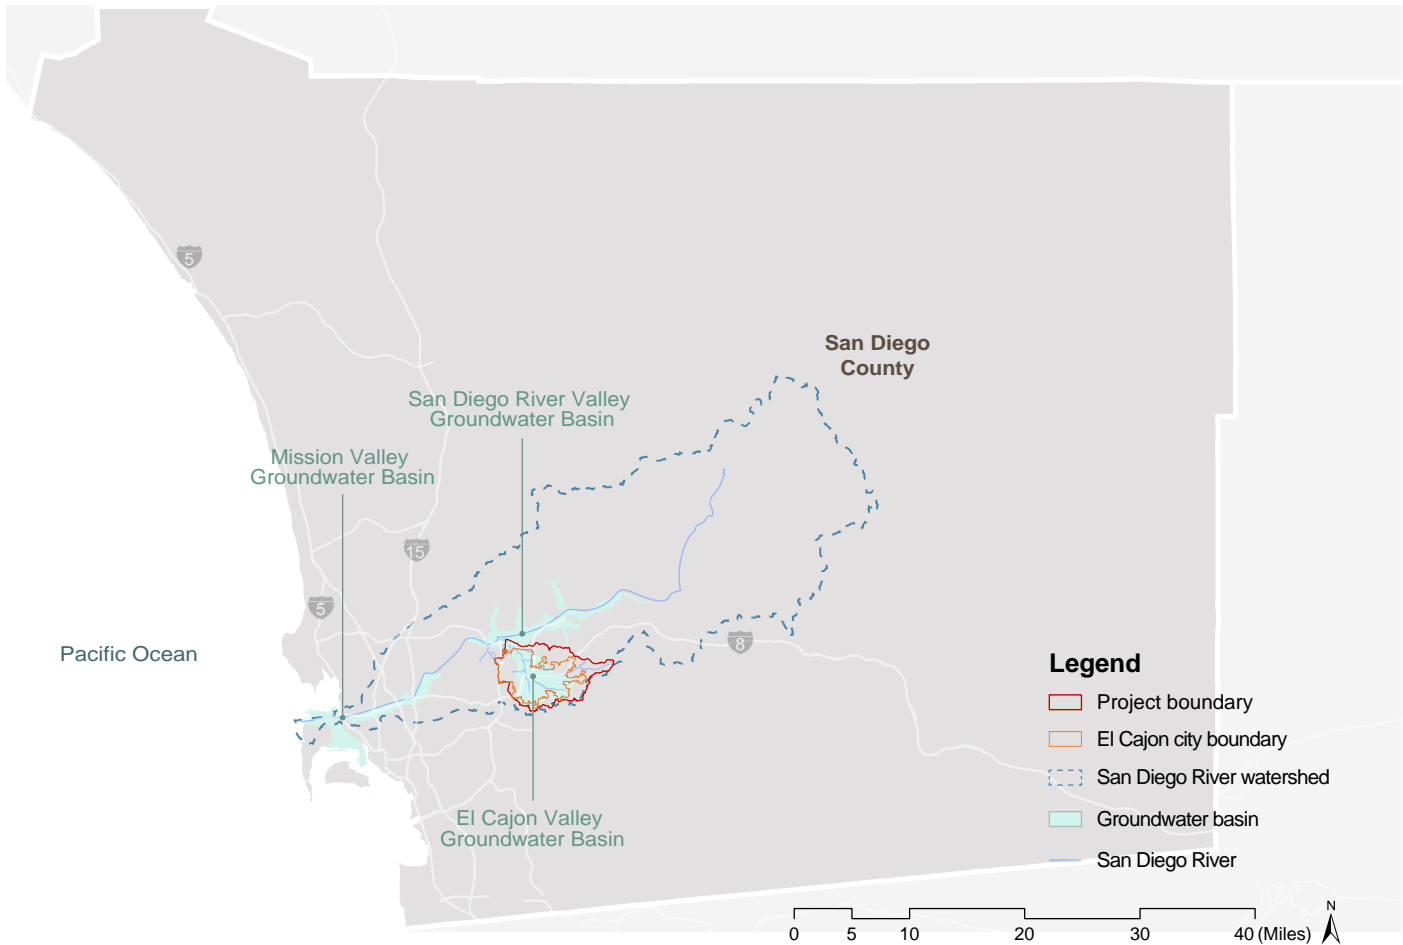 5
San Diego
County
San Diego River Valley
Groundwater Basin
Mission Valley
Groundwater Basin
15
5
8
Pacific Ocean
El Cajon Valley
Groundwater Basin
Legend
Project boundary
El Cajon city boundary
San Diego River watershed
Groundwater basin
San Diego River
N
0 5 10 20 30 40 (Miles)